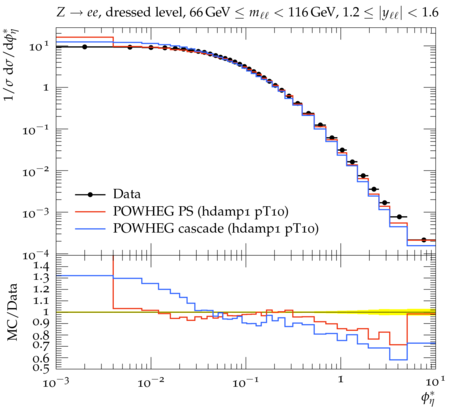 Z → ee, dressed level, 66 GeV ≤ mℓℓ < 116 GeV, 1.2 ≤ |yℓℓ| < 1.6
1/σ dσ/dφ*η
10^1
1
10^−1
10^−2
10^−3
10^−4
Data
POWHEG PS (hdamp1 pT10)
POWHEG cascade (hdamp1 pT10)
MC/Data
1.4
1.3
1.2
1.1
1
0.9
0.8
0.7
0.6
0.5
10^−3 10^−2 10^−1 1 10^1
φ*η